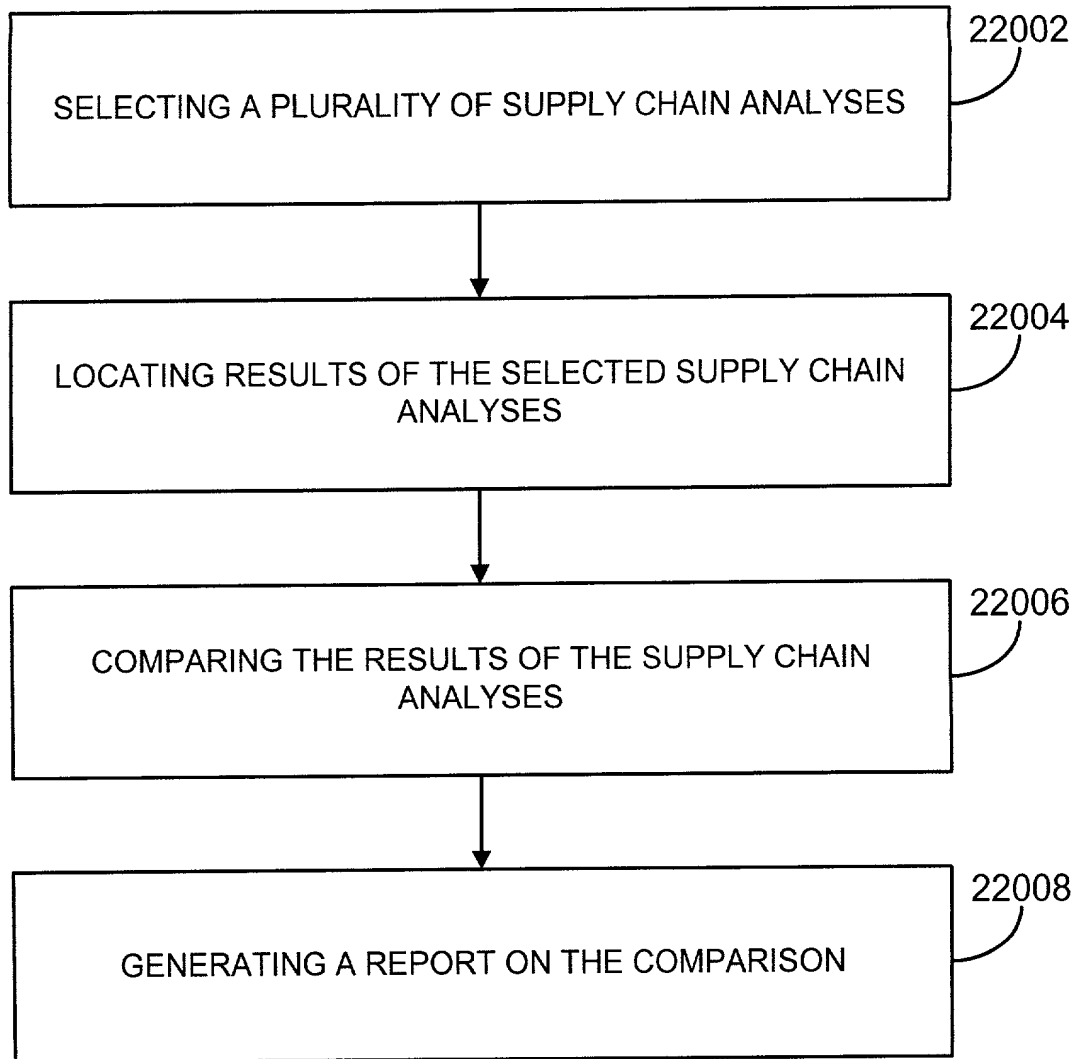 22002
SELECTING A PLURALITY OF SUPPLY CHAIN ANALYSES
22004
LOCATING RESULTS OF THE SELECTED SUPPLY CHAIN
ANALYSES
22006
COMPARING THE RESULTS OF THE SUPPLY CHAIN
ANALYSES
22008
GENERATING A REPORT ON THE COMPARISON